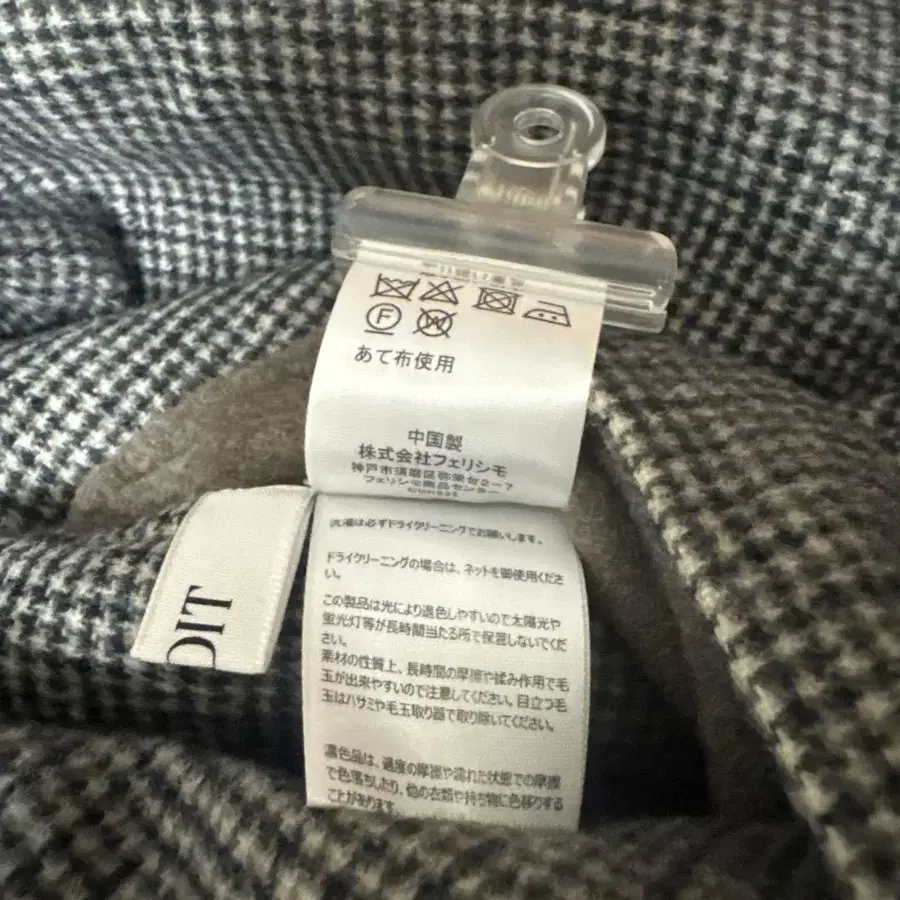 あて布使用
中国製
株式会社フェリシモ
神戸市須磨区弥栄台2-7
フェリシモ商品センター
洗濯は必ずドライクリーニングでお願いします。
ドライクリーニングの場合は、ネットを御使用くださ
い。
この製品は光により退色しやすいので太陽光や
蛍光灯等が長時間当たる所で保管しないでくだ
さい。
素材の性質上、長時間の摩擦や揉み作用で毛
玉が出来やすいので注意してください。目立つ毛
玉はハサミや毛玉取り器で取り除いてください。
濃色品は、過度の摩擦や濡れた状態での摩擦
で色落ちしたり、他の衣類や持ち物に色移りする
ことがあります
F
W
DIT